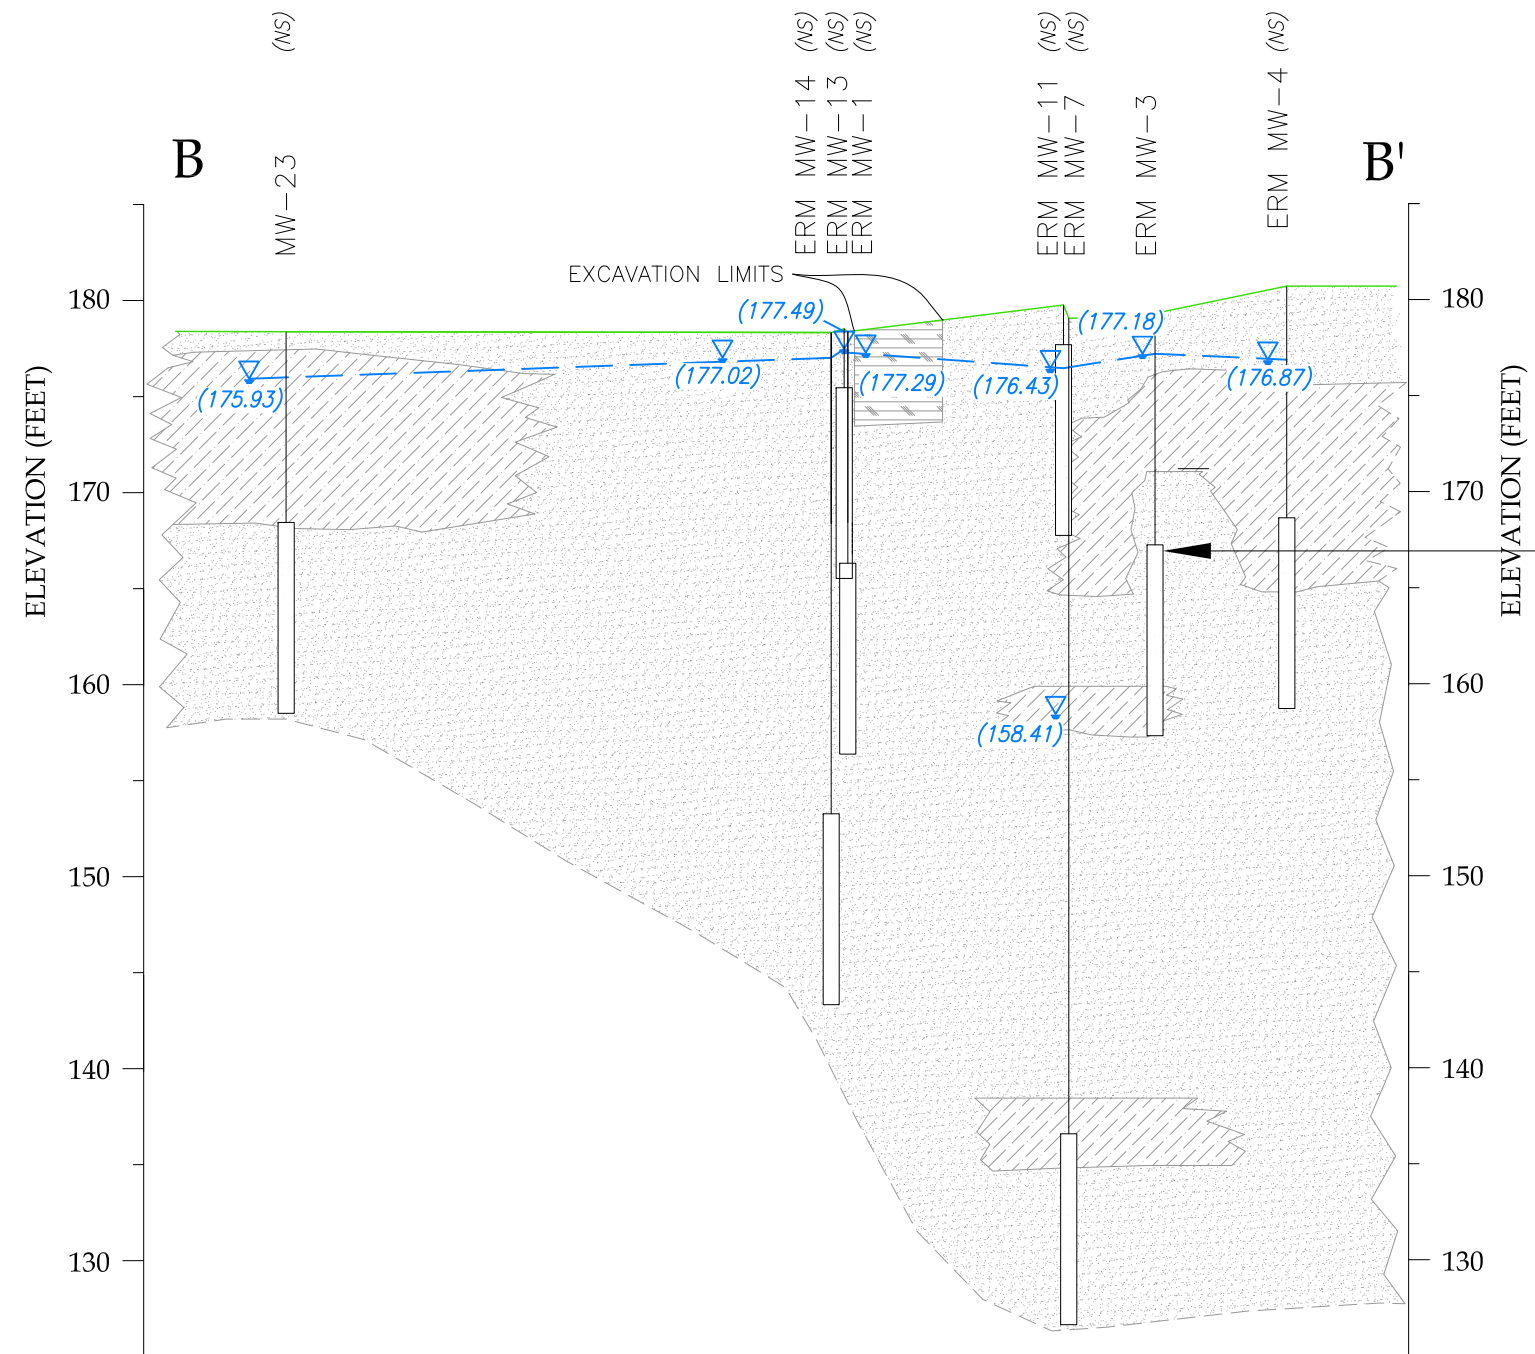 (NS)
(NS)
(NS)
(NS)
(NS)
(NS)
(NS)
MW-23
ERM MW-14
ERM MW-13
ERM MW-1
ERM MW-11
ERM MW-7
ERM MW-3
ERM MW-4
B
B'
EXCAVATION LIMITS
ELEVATION (FEET)
180
170
160
150
140
130
(175.93)
(177.02)
(177.49)
(177.29)
(176.43)
(177.18)
(176.87)
(158.41)
180
170
160
150
140
130
ELEVATION (FEET)